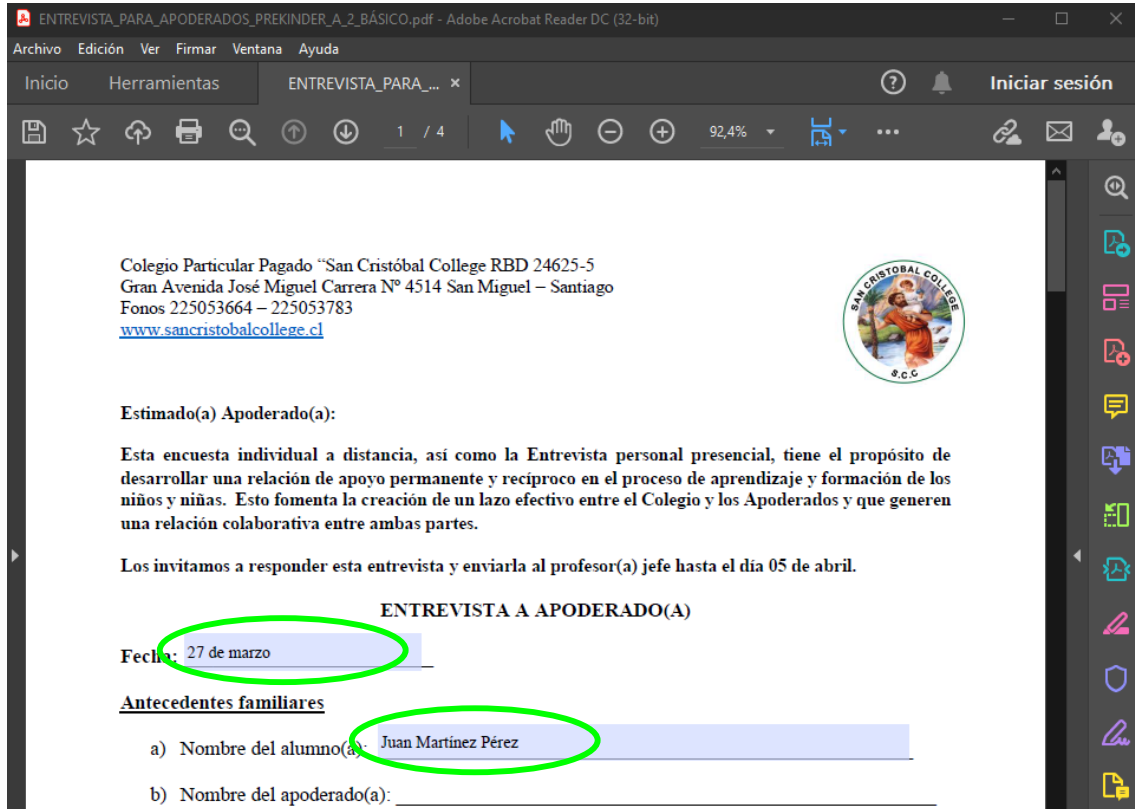 ENTREVISTA_PARA_APODERADOS_PREKINDER_A_2_BÁSICO.pdf - Adobe Acrobat Reader DC (32-bit)
Archivo Edición Ver Firmar Ventana Ayuda
Inicio Herramientas ENTREVISTA_PARA_... × Iniciar sesión
1 / 4 92,4%
Colegio Particular Pagado “San Cristóbal College RBD 24625-5
Gran Avenida José Miguel Carrera Nº 4514 San Miguel – Santiago
Fonos 225053664 – 225053783
www.sancristobalcollege.cl
SAN CRISTOBAL COLLEGE
S.C.C
Estimado(a) Apoderado(a):
Esta encuesta individual a distancia, así como la Entrevista personal presencial, tiene el propósito de
desarrollar una relación de apoyo permanente y recíproco en el proceso de aprendizaje y formación de los
niños y niñas. Esto fomenta la creación de un lazo efectivo entre el Colegio y los Apoderados y que generen
una relación colaborativa entre ambas partes.
Los invitamos a responder esta entrevista y enviarla al profesor(a) jefe hasta el día 05 de abril.
ENTREVISTA A APODERADO(A)
Fecha: 27 de marzo
Antecedentes familiares
a) Nombre del alumno(a): Juan Martínez Pérez
b) Nombre del apoderado(a):